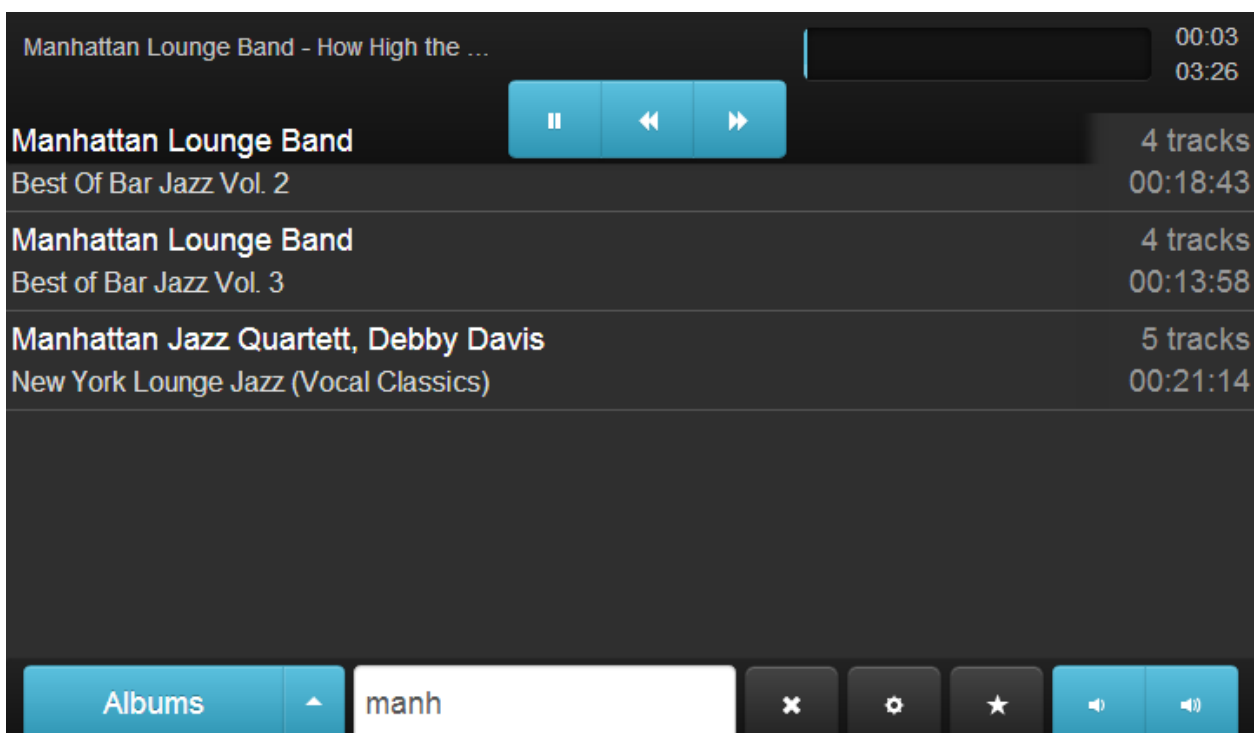 Manhattan Lounge Band - How High the ...
00:03
03:26
Manhattan Lounge Band
4 tracks
Best Of Bar Jazz Vol. 2
00:18:43
Manhattan Lounge Band
4 tracks
Best of Bar Jazz Vol. 3
00:13:58
Manhattan Jazz Quartett, Debby Davis
5 tracks
New York Lounge Jazz (Vocal Classics)
00:21:14
Albums
manh